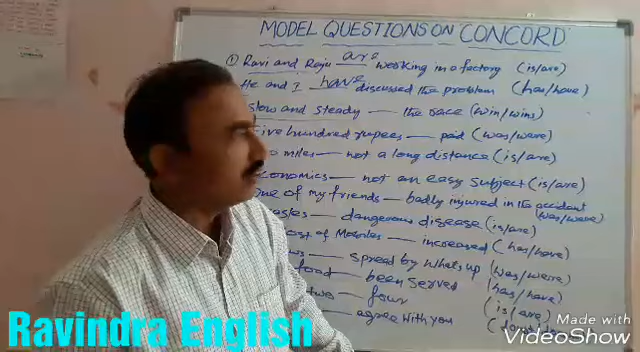 MODEL QUESTIONS ON CONCORD
① Ravi and Raju are working in a factory (is/are)
He and I have discussed the problem (has/have)
slow and steady — the race (win/wins)
five hundred rupees — paid (was/were)
miles — not a long distance (is/are)
conomics — not an easy subject (is/are)
One of my friends — badly injured in the accident (was/were)
dangerous disease (is/are)
of Mobiles — increased (has/have)
spread by Whatsup (was/were)
food — been served (has/have)
two — four (is/are)
— agree with you
Ravindra English
Made with
VideoShow